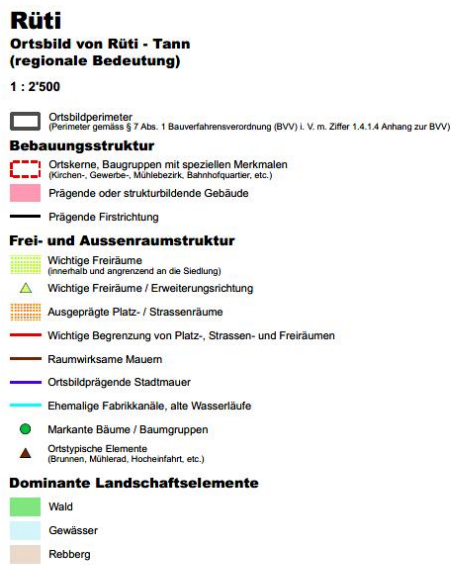 Rüti
Ortsbild von Rüti - Tann
(regionale Bedeutung)
1 : 2'500
Ortsbildperimeter
(Perimeter gemäss § 7 Abs. 1 Bauverfahrensverordnung (BVV) i. V. m. Ziffer 1.4.1.4 Anhang zur BVV)
Bebauungsstruktur
Ortskerne, Baugruppen mit speziellen Merkmalen
(Kirchen-, Gewerbe-, Mühlebezirk, Bahnhofquartier, etc.)
Prägende oder strukturbildende Gebäude
Prägende Firstrichtung
Frei- und Aussenraumstruktur
Wichtige Freiräume
(innerhalb und angrenzend an die Siedlung)
Wichtige Freiräume / Erweiterungsrichtung
Ausgeprägte Platz- / Strassenräume
Wichtige Begrenzung von Platz-, Strassen- und Freiräumen
Raumwirksame Mauern
Ortsbildprägende Stadtmauer
Ehemalige Fabrikkanäle, alte Wasserläufe
Markante Bäume / Baumgruppen
Ortstypische Elemente
(Brunnen, Mühlerad, Hocheinfahrt, etc.)
Dominante Landschaftselemente
Wald
Gewässer
Rebberg